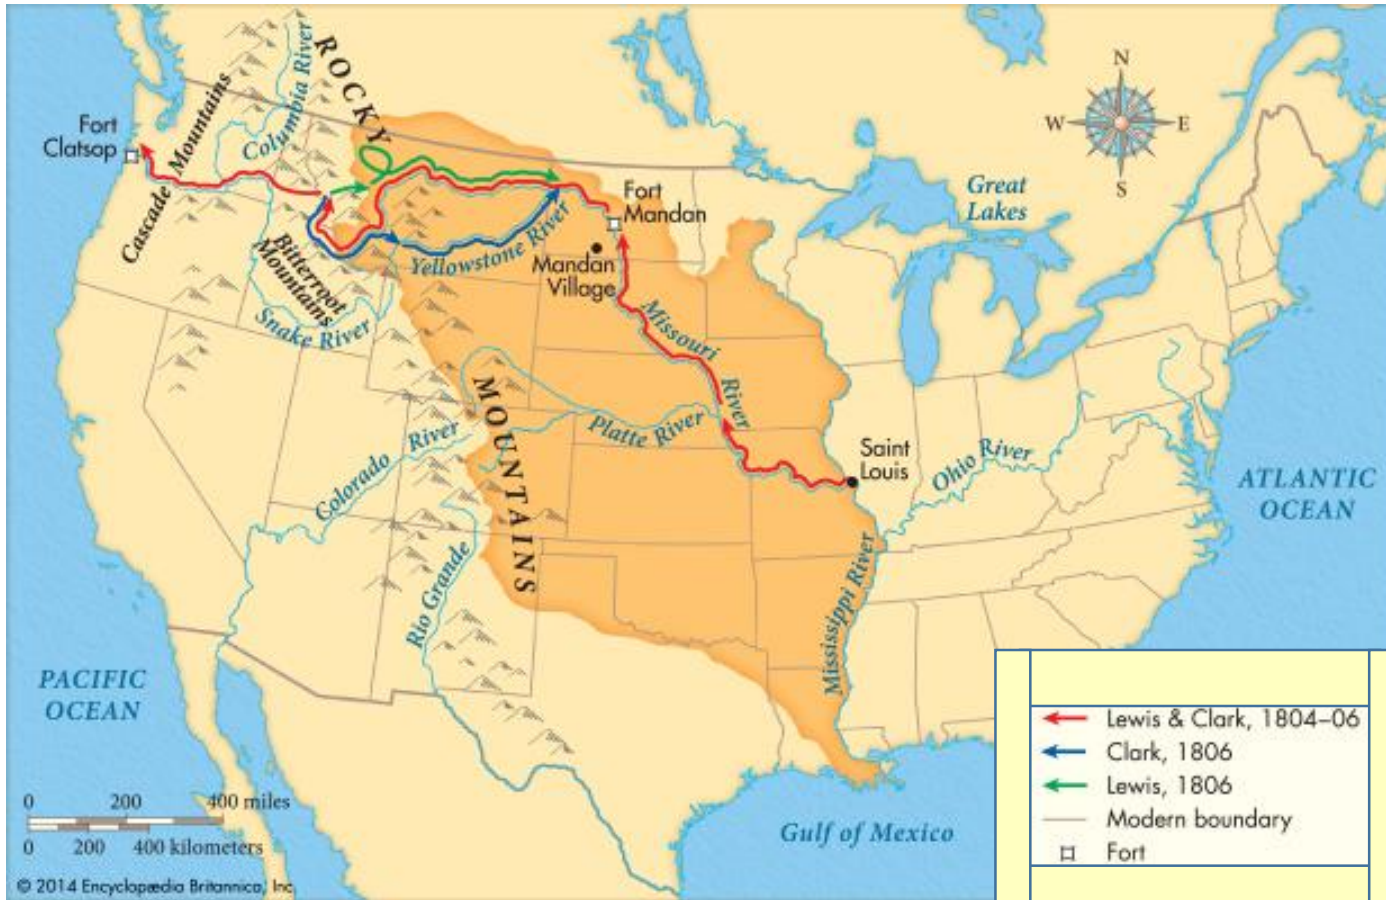 ROCKY
MOUNTAINS
Columbia River
Cascade Mountains
Fort
Clatsop
Bitterroot
Mountains
Snake River
Yellowstone River
Fort
Mandan
Mandan
Village
Missouri
River
Platte River
Colorado River
Rio Grande
Great
Lakes
N
W
E
S
Saint
Louis
Ohio River
Mississippi River
ATLANTIC
OCEAN
PACIFIC
OCEAN
Gulf of Mexico
0 200 400 miles
0 200 400 kilometers
© 2014 Encyclopædia Britannica, Inc.
Lewis & Clark, 1804–06
Clark, 1806
Lewis, 1806
Modern boundary
Fort